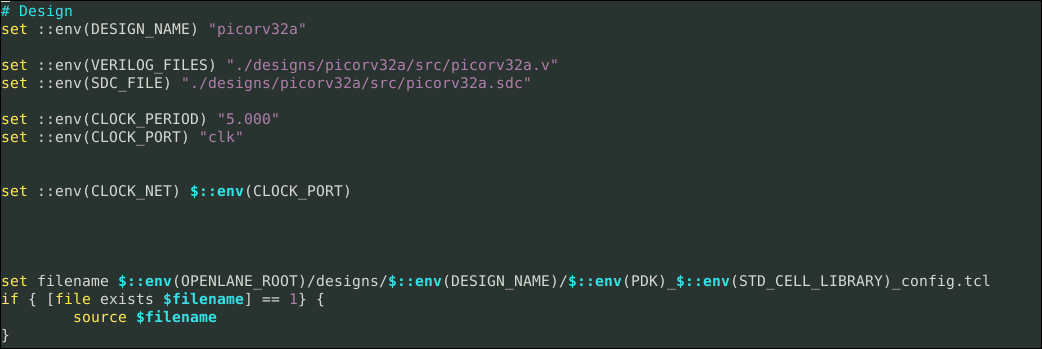 # Design
set ::env(DESIGN_NAME) "picorv32a"
set ::env(VERILOG_FILES) "./designs/picorv32a/src/picorv32a.v"
set ::env(SDC_FILE) "./designs/picorv32a/src/picorv32a.sdc"
set ::env(CLOCK_PERIOD) "5.000"
set ::env(CLOCK_PORT) "clk"
set ::env(CLOCK_NET) $::env(CLOCK_PORT)
set filename $::env(OPENLANE_ROOT)/designs/$::env(DESIGN_NAME)/$::env(PDK)_$::env(STD_CELL_LIBRARY)_config.tcl
if { [file exists $filename] == 1} {
        source $filename
}